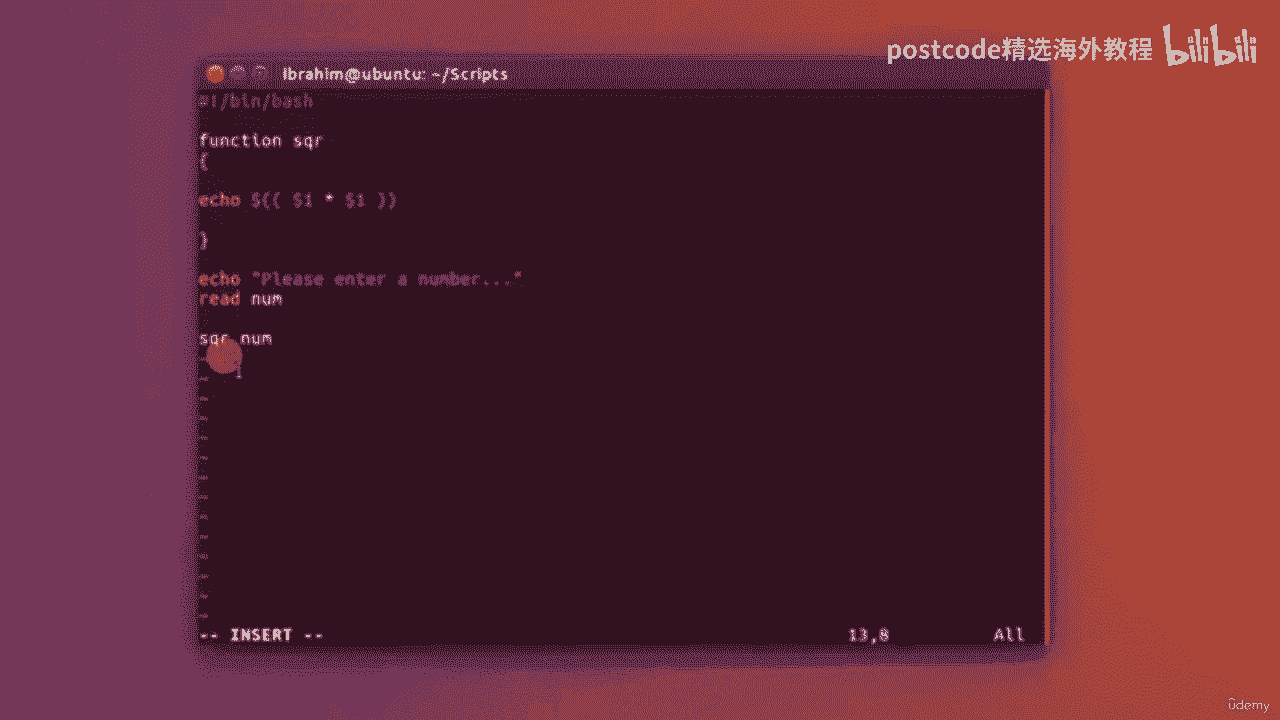 postcode精选海外教程 bilibili
ibrahim@ubuntu: ~/Scripts
#!/bin/bash
function sqr
{
echo $(( $1 * $1 ))
}
echo "Please enter a number..."
read num
sqr num
~
~
~
~
~
~
~
~
~
~
~
~
~
~
-- INSERT -- 13,8 All
ûdemy